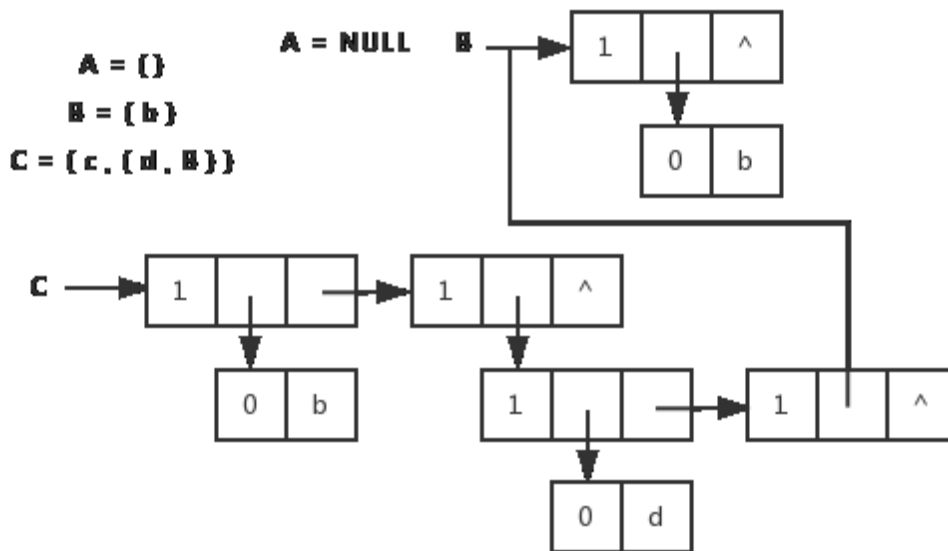 A = NULL B
1 ^
A = {}
B = {b}
0 b
C = {c, {d, B}}
C 1 1 ^
0 b 1 1 ^
0 d